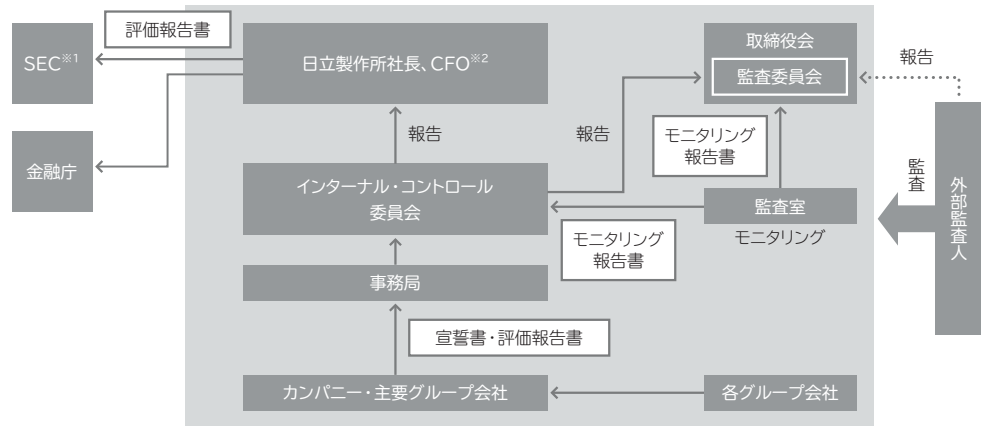 評価報告書
SEC※1
日立製作所社長、CFO※2
取締役会
監査委員会
報告
金融庁
報告
報告
モニタリング
報告書
インターナル・コントロール
委員会
監査室
モニタリング
監査
外部監査人
モニタリング
報告書
事務局
宣誓書・評価報告書
カンパニー・主要グループ会社
各グループ会社